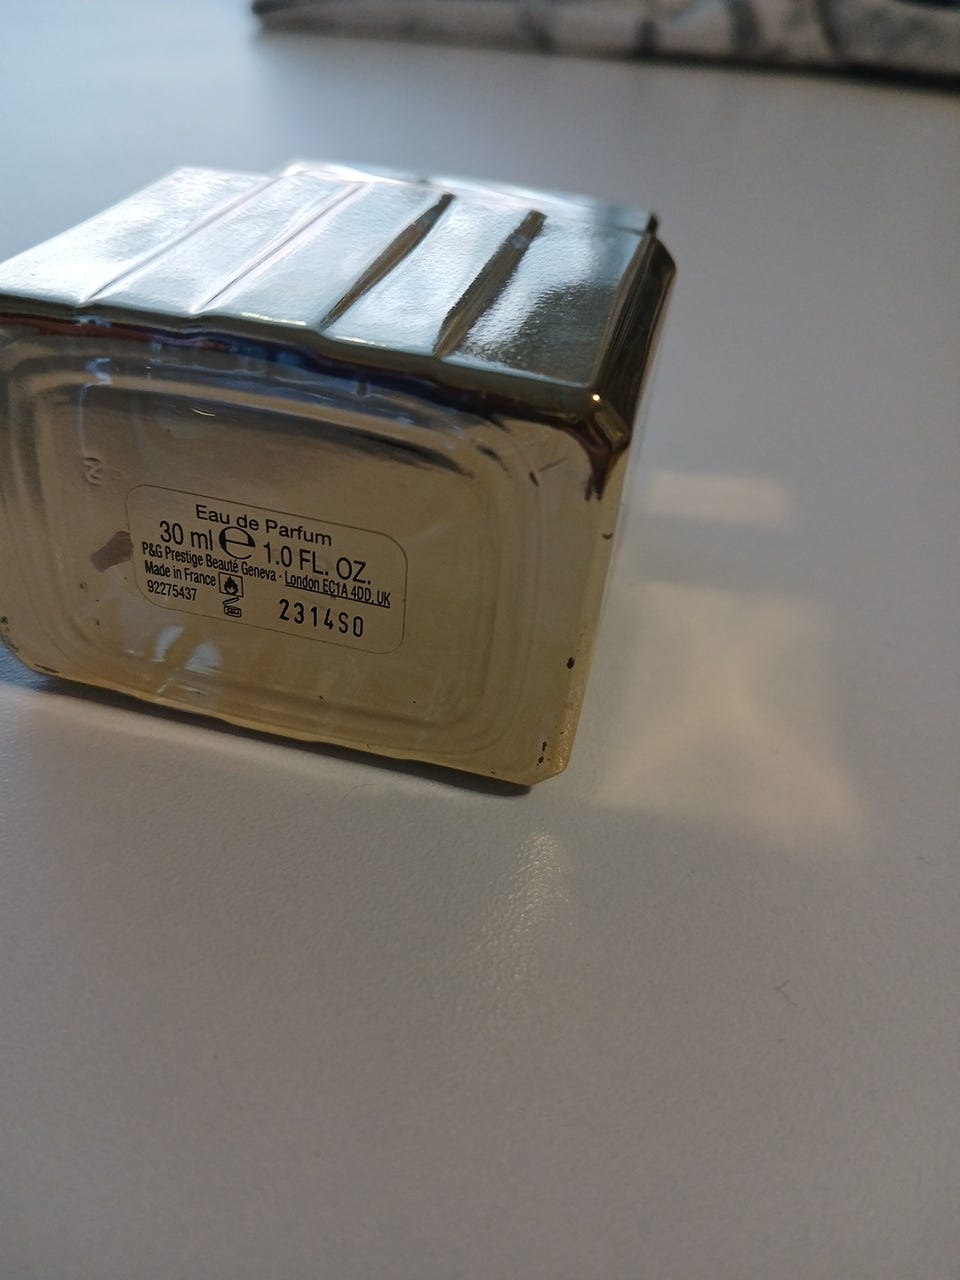 Eau de Parfum
30 ml ℮ 1.0 FL. OZ.
P&G Prestige Beauté Geneva · London EC1A 4DD, UK
Made in France
92275437
2314S0